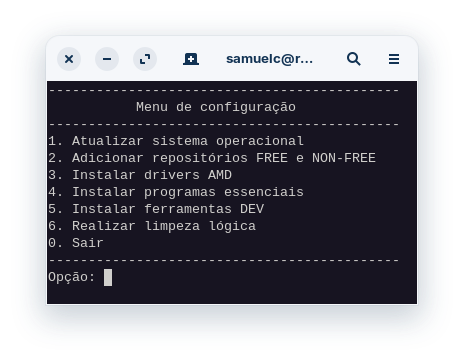 samuelc@r...
--------------------------------------------
Menu de configuração
--------------------------------------------
1. Atualizar sistema operacional
2. Adicionar repositórios FREE e NON-FREE
3. Instalar drivers AMD
4. Instalar programas essenciais
5. Instalar ferramentas DEV
6. Realizar limpeza lógica
0. Sair
--------------------------------------------
Opção: